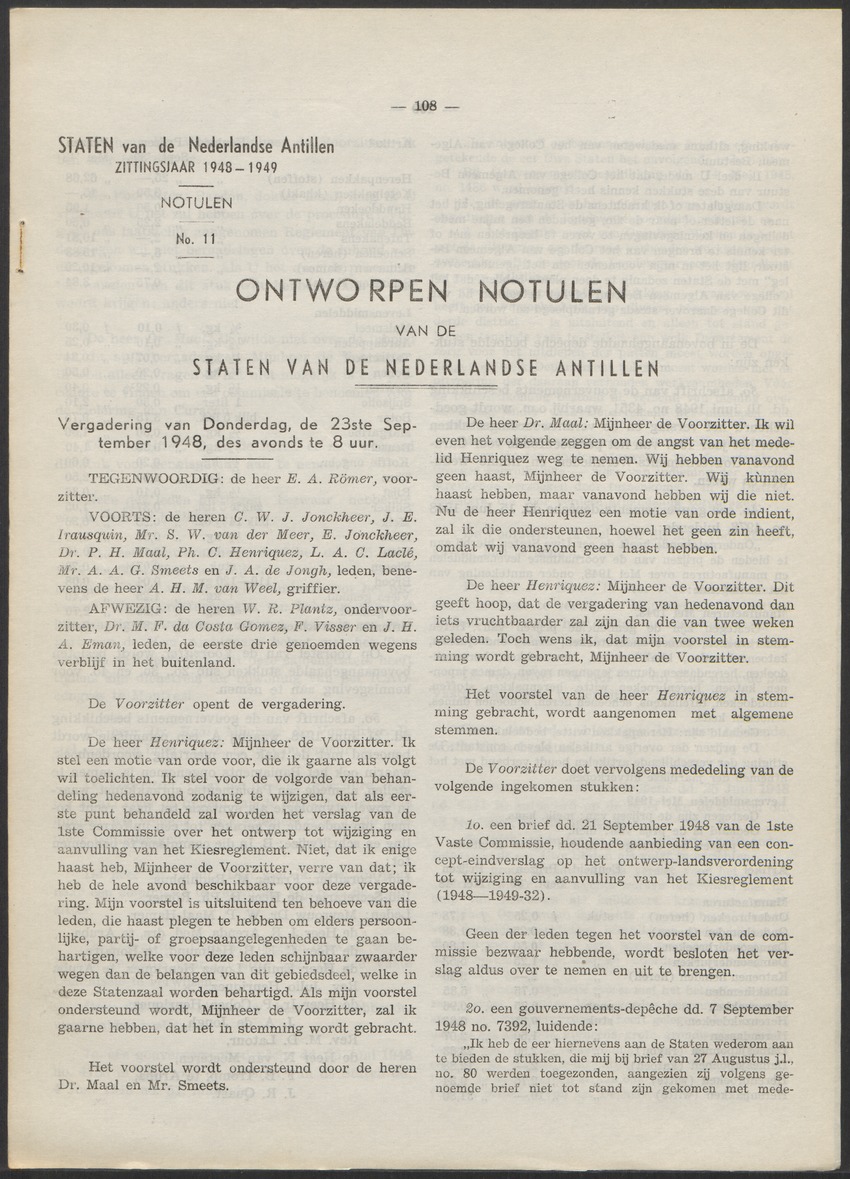 — 108 —
STATEN van de Nederlandse Antillen
ZITTINGSJAAR 1948-1949
NOTULEN
No. 11
ONTWORPEN NOTULEN
VAN DE
STATEN VAN DE NEDERLANDSE ANTILLEN
Vergadering van Donderdag, de 23ste Sep-
tember 1948, des avonds te 8 uur.
TEGENWOORDIG: de heer E. A. Römer, voor-
zitter.
VOORTS: de heren C. W. J. Jonckheer, J. E.
Irausquin, Mr. S. W. van der Meer, E. Jonckheer,
Dr. P. H. Maal, Ph. C. Henriquez, L. A. C. Laclé,
Mr. A. A. G. Smeets en J. A. de Jongh, leden, bene-
vens de heer A. H. M. van Weel, griffier.
AFWEZIG: de heren W. R. Plantz, ondervoor-
zitter, Dr. M. F. da Costa Gomez, F. Visser en J. H.
A. Eman, leden, de eerste drie genoemden wegens
verblijf in het buitenland.
De Voorzitter opent de vergadering.
De heer Henriquez: Mijnheer de Voorzitter. Ik
stel een motie van orde voor, die ik gaarne als volgt
wil toelichten. Ik stel voor de volgorde van behan-
deling hedenavond zodanig te wijzigen, dat als eer-
ste punt behandeld zal worden het verslag van de
1ste Commissie over het ontwerp tot wijziging en
aanvulling van het Kiesreglement. Niet, dat ik enige
haast heb, Mijnheer de Voorzitter, verre van dat; ik
heb de hele avond beschikbaar voor deze vergade-
ring. Mijn voorstel is uitsluitend ten behoeve van die
leden, die haast plegen te hebben om elders persoon-
lijke, partij- of groepsaangelegenheden te gaan be-
hartigen, welke voor deze leden schijnbaar zwaarder
wegen dan de belangen van dit gebiedsdeel, welke in
deze Statenzaal worden behartigd. Als mijn voorstel
ondersteund wordt, Mijnheer de Voorzitter, zal ik
gaarne hebben, dat het in stemming wordt gebracht.
Het voorstel wordt ondersteund door de heren
Dr. Maal en Mr. Smeets.
De heer Dr. Maal: Mijnheer de Voorzitter. Ik wil
even het volgende zeggen om de angst van het mede-
lid Henriquez weg te nemen. Wij hebben vanavond
geen haast, Mijnheer de Voorzitter. Wij kùnnen
haast hebben, maar vanavond hebben wij die niet.
Nu de heer Henriquez een motie van orde indient,
zal ik die ondersteunen, hoewel het geen zin heeft,
omdat wij vanavond geen haast hebben.
De heer Henriquez: Mijnheer de Voorzitter. Dit
geeft hoop, dat de vergadering van hedenavond dan
iets vruchtbaarder zal zijn dan die van twee weken
geleden. Toch wens ik, dat mijn voorstel in stem-
ming wordt gebracht, Mijnheer de Voorzitter.
Het voorstel van de heer Henriquez in stem-
ming gebracht, wordt aangenomen met algemene
stemmen.
De Voorzitter doet vervolgens mededeling van de
volgende ingekomen stukken:
1o. een brief dd. 21 September 1948 van de 1ste
Vaste Commissie, houdende aanbieding van een con-
cept-eindverslag op het ontwerp-landsverordening
tot wijziging en aanvulling van het Kiesreglement
(1948—1949-32).
Geen der leden tegen het voorstel van de com-
missie bezwaar hebbende, wordt besloten het ver-
slag aldus over te nemen en uit te brengen.
2o. een gouvernements-depêche dd. 7 September
1948 no. 7392, luidende:
„Ik heb de eer hiernevens aan de Staten wederom aan
te bieden de stukken, die mij bij brief van 27 Augustus j.l.,
no. 80 werden toegezonden, aangezien zij volgens ge-
noemde brief niet tot stand zijn gekomen met mede-